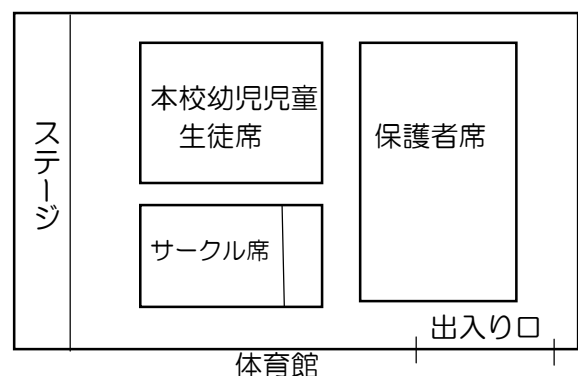 ステージ
本校幼児児童
生徒席
保護者席
サークル席
出入り口
体育館